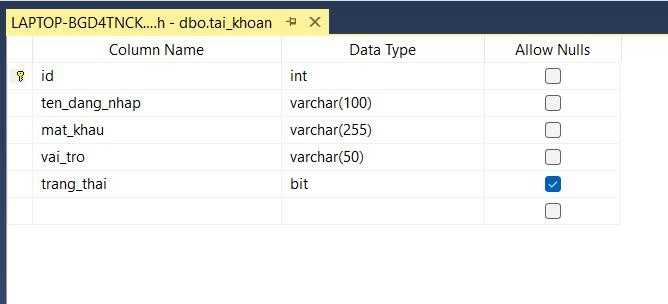 LAPTOP-BGD4TNCK....h - dbo.tai_khoan
Column Name Data Type Allow Nulls
id int
ten_dang_nhap varchar(100)
mat_khau varchar(255)
vai_tro varchar(50)
trang_thai bit